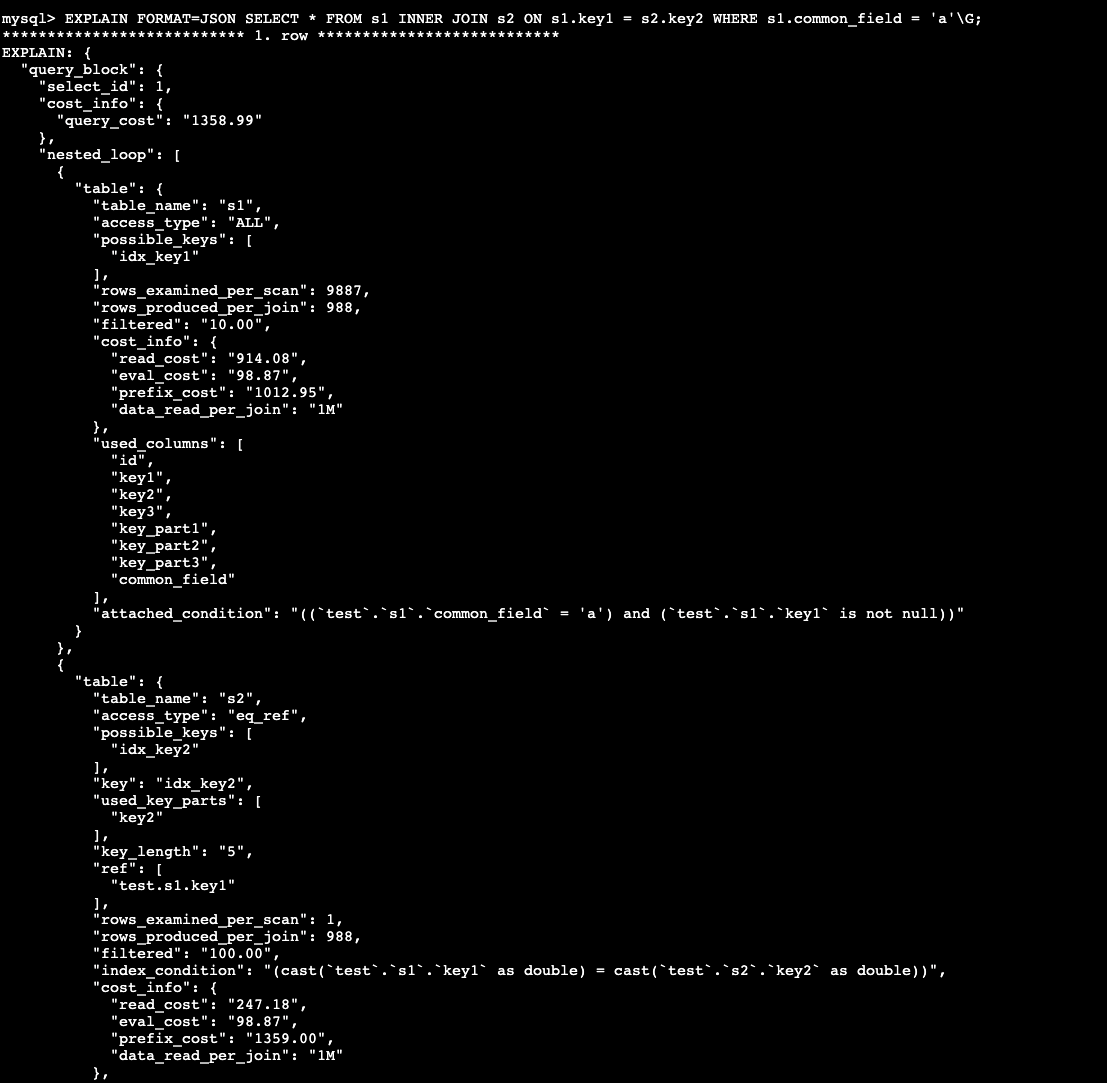 mysql> EXPLAIN FORMAT=JSON SELECT * FROM s1 INNER JOIN s2 ON s1.key1 = s2.key2 WHERE s1.common_field = 'a'\G;
*************************** 1. row ***************************
EXPLAIN: {
  "query_block": {
    "select_id": 1,
    "cost_info": {
      "query_cost": "1358.99"
    },
    "nested_loop": [
      {
        "table": {
          "table_name": "s1",
          "access_type": "ALL",
          "possible_keys": [
            "idx_key1"
          ],
          "rows_examined_per_scan": 9887,
          "rows_produced_per_join": 988,
          "filtered": "10.00",
          "cost_info": {
            "read_cost": "914.08",
            "eval_cost": "98.87",
            "prefix_cost": "1012.95",
            "data_read_per_join": "1M"
          },
          "used_columns": [
            "id",
            "key1",
            "key2",
            "key3",
            "key_part1",
            "key_part2",
            "key_part3",
            "common_field"
          ],
          "attached_condition": "((`test`.`s1`.`common_field` = 'a') and (`test`.`s1`.`key1` is not null))"
        }
      },
      {
        "table": {
          "table_name": "s2",
          "access_type": "eq_ref",
          "possible_keys": [
            "idx_key2"
          ],
          "key": "idx_key2",
          "used_key_parts": [
            "key2"
          ],
          "key_length": "5",
          "ref": [
            "test.s1.key1"
          ],
          "rows_examined_per_scan": 1,
          "rows_produced_per_join": 988,
          "filtered": "100.00",
          "index_condition": "(cast(`test`.`s1`.`key1` as double) = cast(`test`.`s2`.`key2` as double))",
          "cost_info": {
            "read_cost": "247.18",
            "eval_cost": "98.87",
            "prefix_cost": "1359.00",
            "data_read_per_join": "1M"
          },